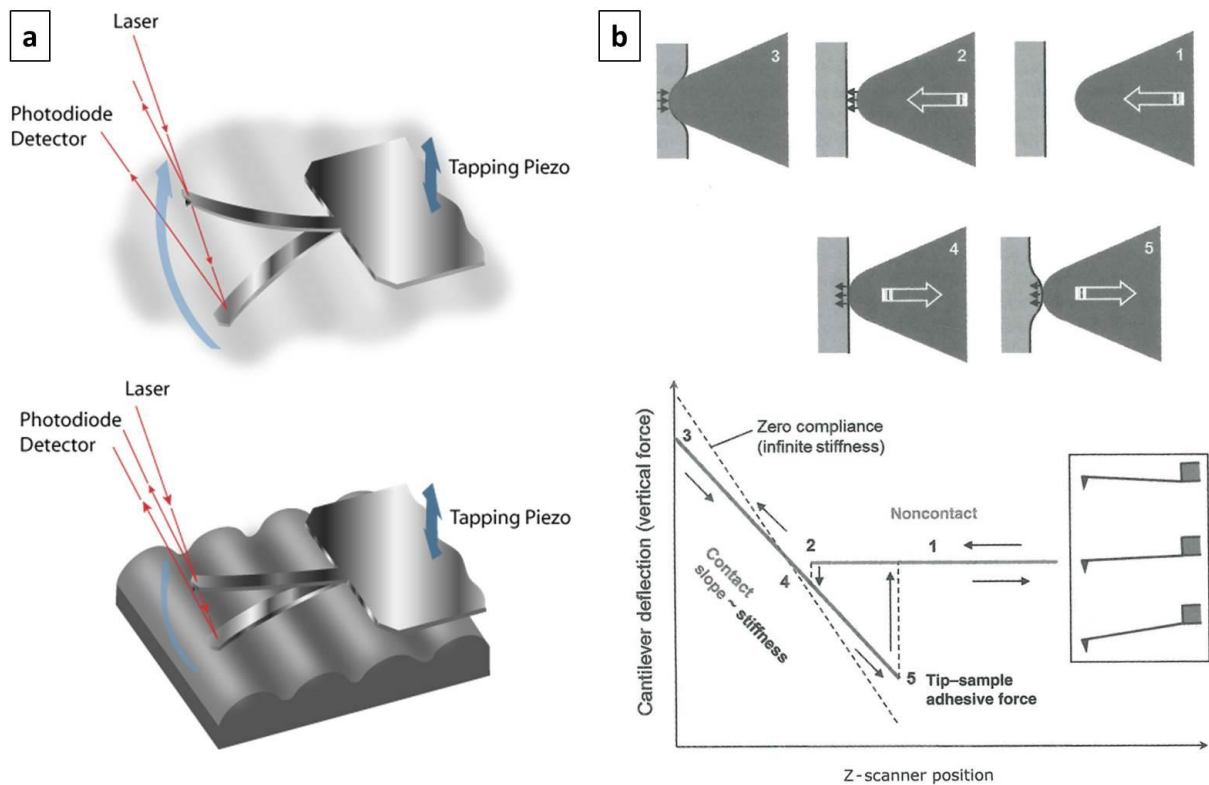 a
Laser
Photodiode
Detector
Tapping Piezo
Laser
Photodiode
Detector
Tapping Piezo
b
3
2
1
4
5
Cantilever deflection (vertical force)
3
Zero compliance
(infinite stiffness)
Noncontact
2
1
4
Contact
slope ~ stiffness
5
Tip–sample
adhesive force
Z-scanner position